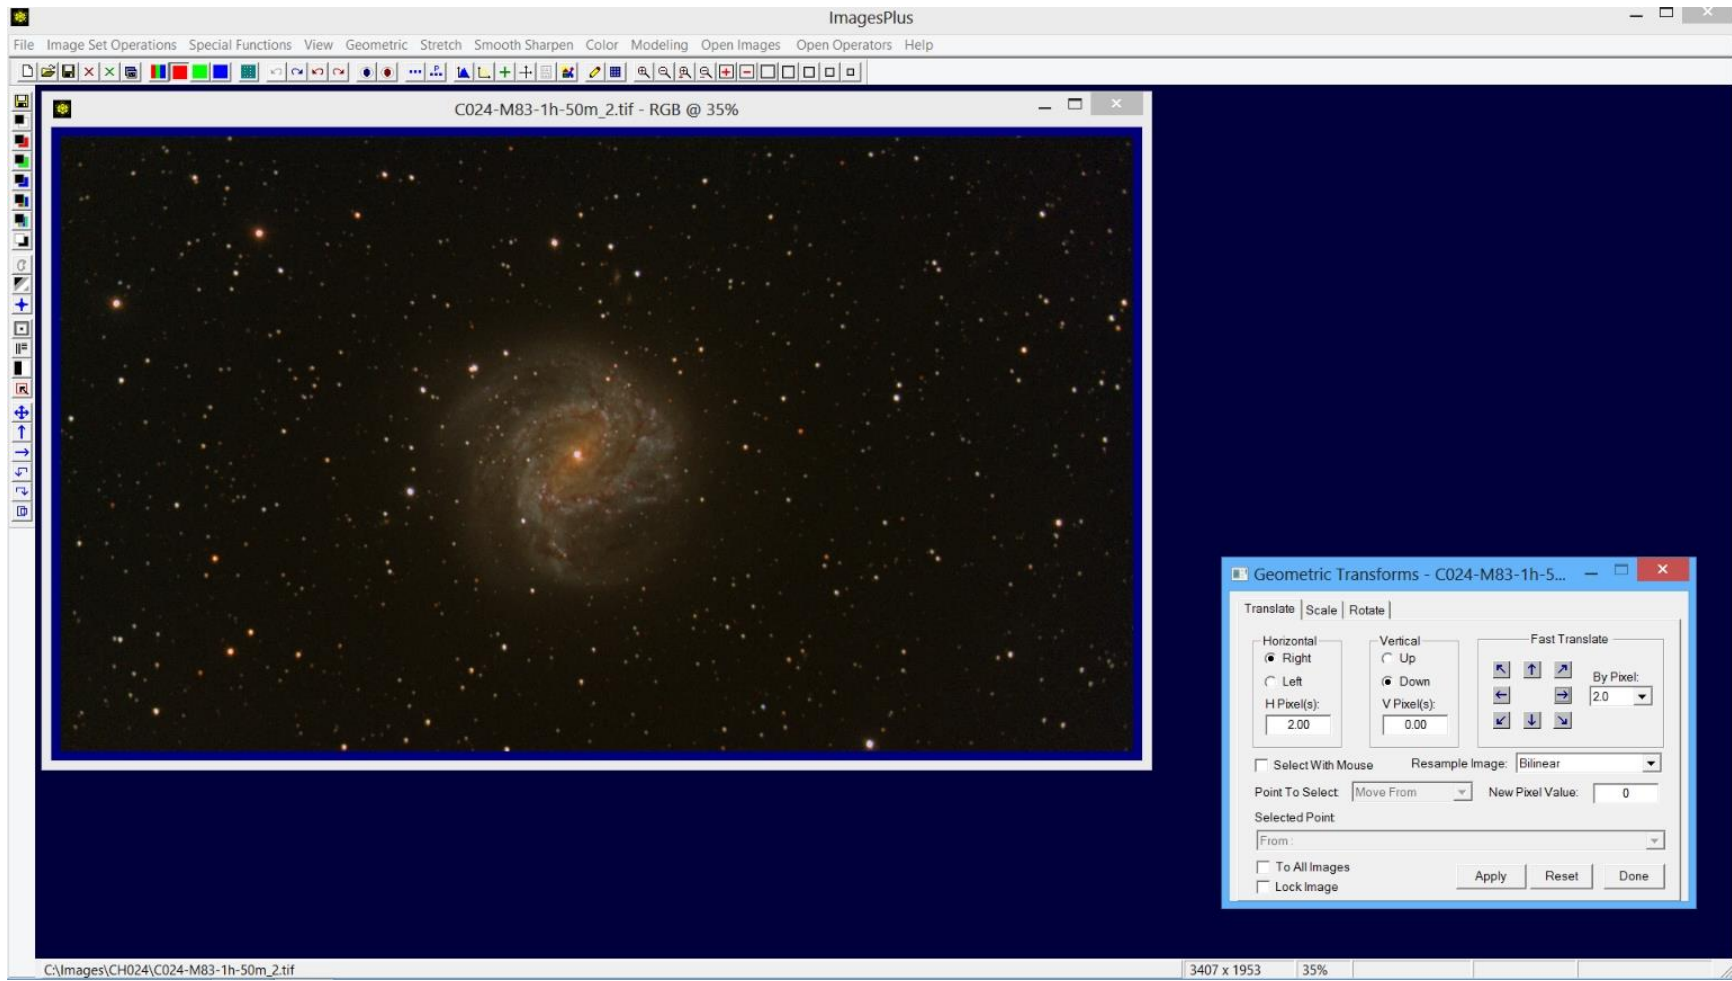 ImagesPlus
File Image Set Operations Special Functions View Geometric Stretch Smooth Sharpen Color Modeling Open Images Open Operators Help
C024-M83-1h-50m_2.tif - RGB @ 35%
Geometric Transforms - C024-M83-1h-5...
Translate Scale Rotate
Horizontal Vertical Fast Translate
Right Up
By Pixel:
Left Down
2.0
H Pixel(s): V Pixel(s):
2.00 0.00
Select With Mouse Resample Image: Bilinear
Point To Select: Move From New Pixel Value: 0
Selected Point:
From :
To All Images
Apply Reset Done
Lock Image
C:\Images\CH024\C024-M83-1h-50m_2.tif 3407 x 1953 35%